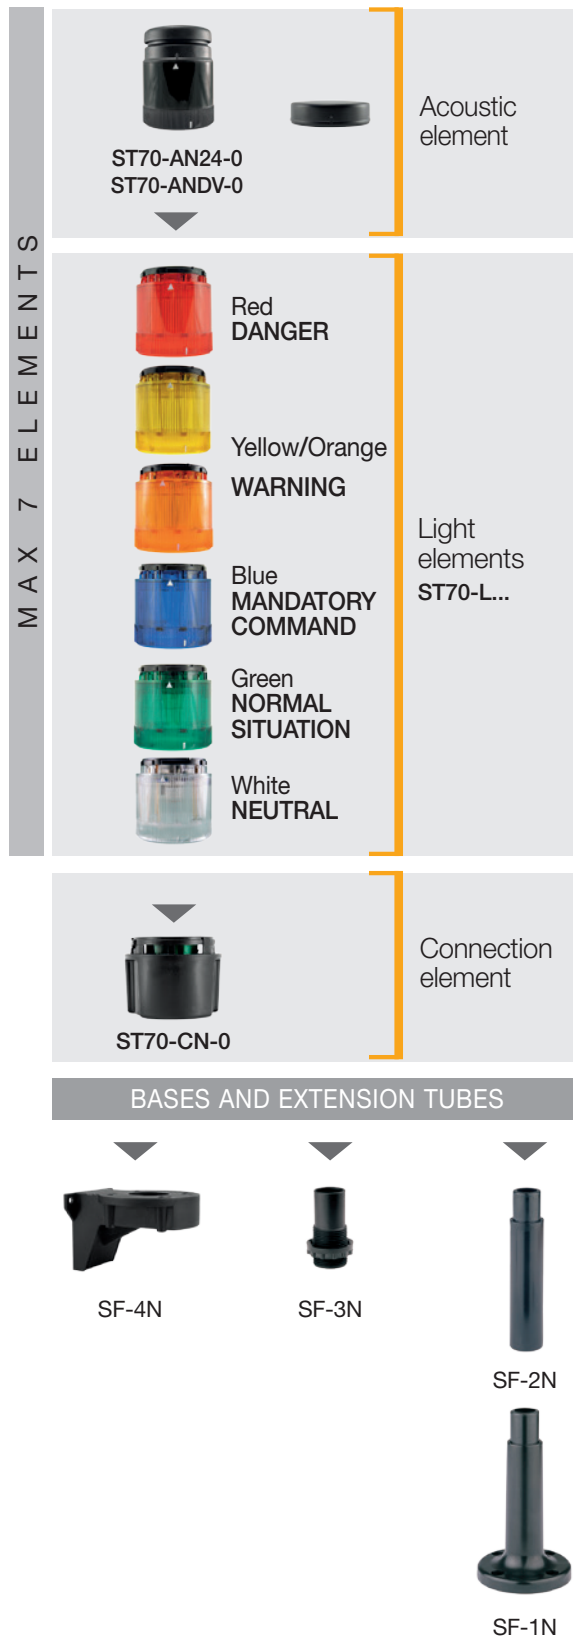 MAX 7 ELEMENTS
ST70-AN24-0
ST70-ANDV-0
Acoustic
element
Red
DANGER
Yellow/Orange
WARNING
Blue
MANDATORY
COMMAND
Green
NORMAL
SITUATION
White
NEUTRAL
Light
elements
ST70-L...
ST70-CN-0
Connection
element
BASES AND EXTENSION TUBES
SF-4N
SF-3N
SF-2N
SF-1N